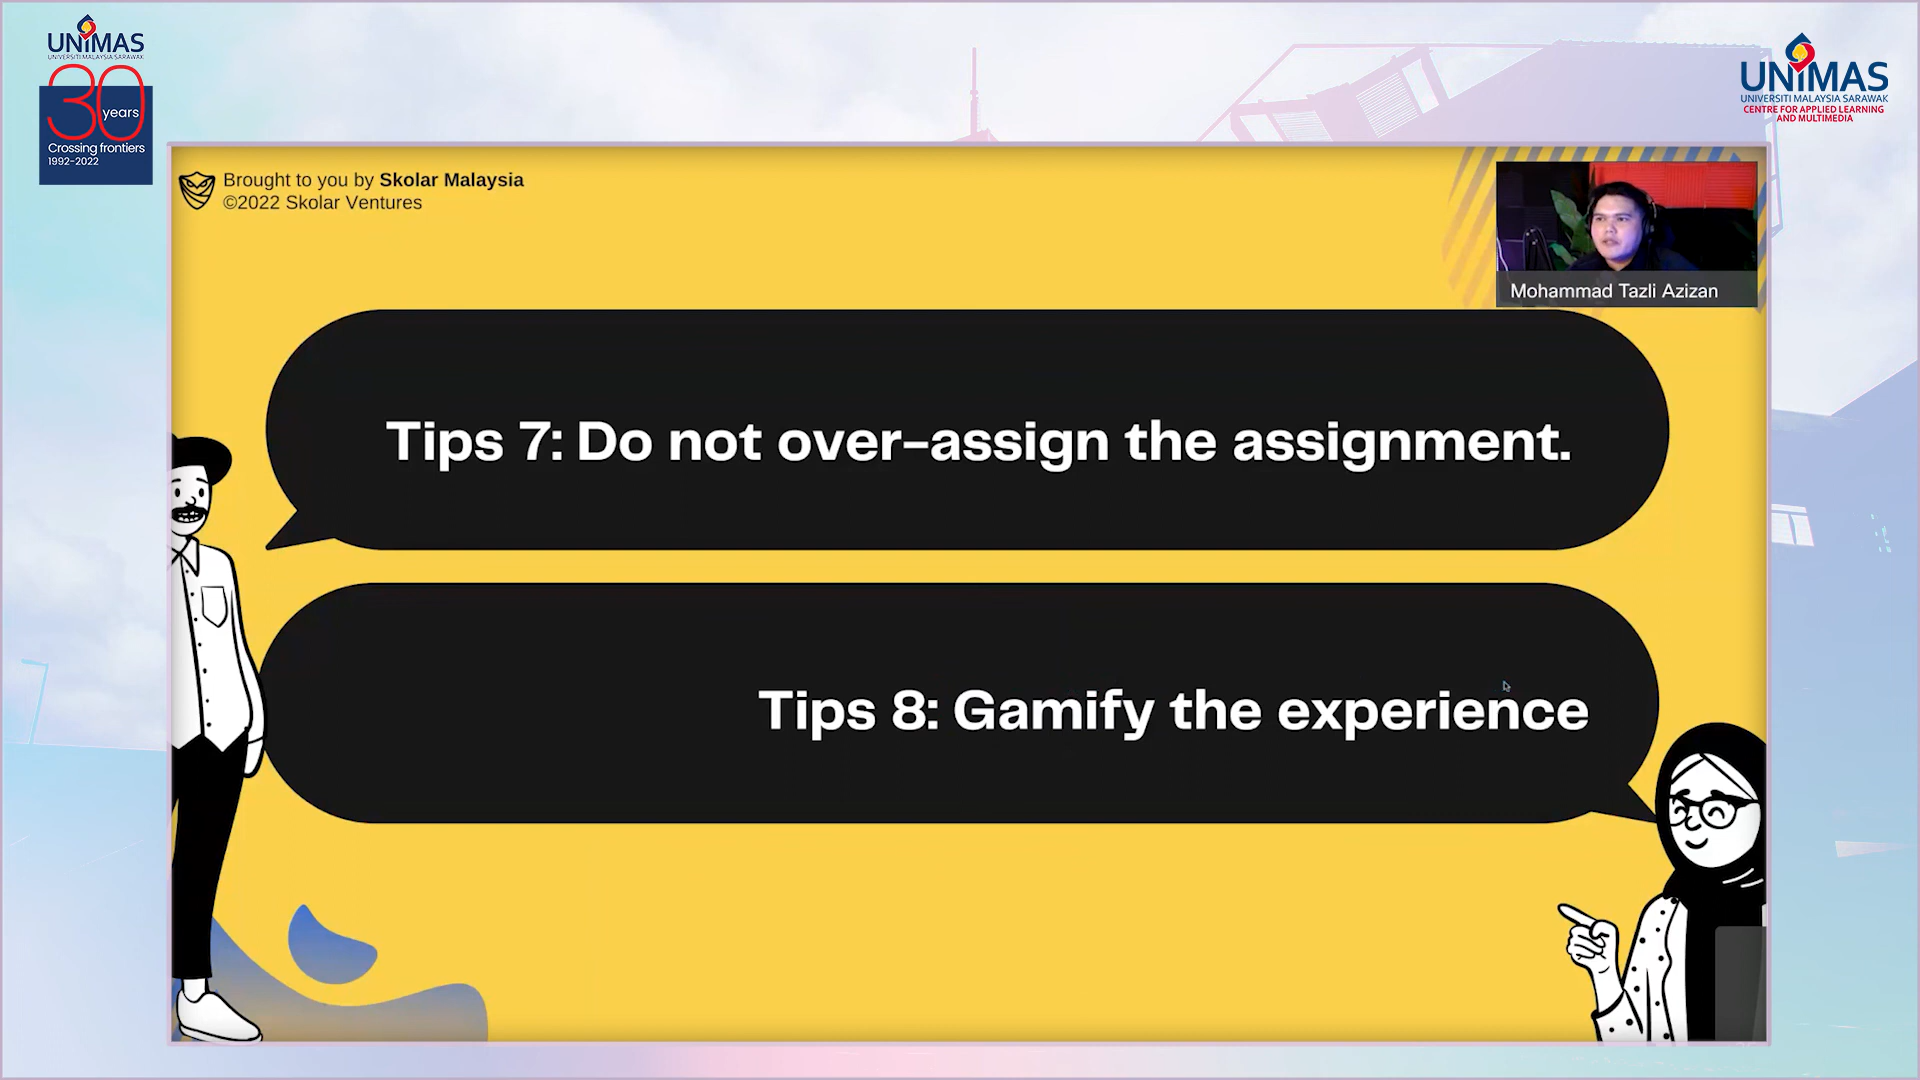 UNIMAS
UNIVERSITI MALAYSIA SARAWAK
30
years
Crossing frontiers
1992-2022
UNIMAS
UNIVERSITI MALAYSIA SARAWAK
CENTRE FOR APPLIED LEARNING
AND MULTIMEDIA
Brought to you by Skolar Malaysia
©2022 Skolar Ventures
Mohammad Tazli Azizan
Tips 7: Do not over-assign the assignment.
Tips 8: Gamify the experience